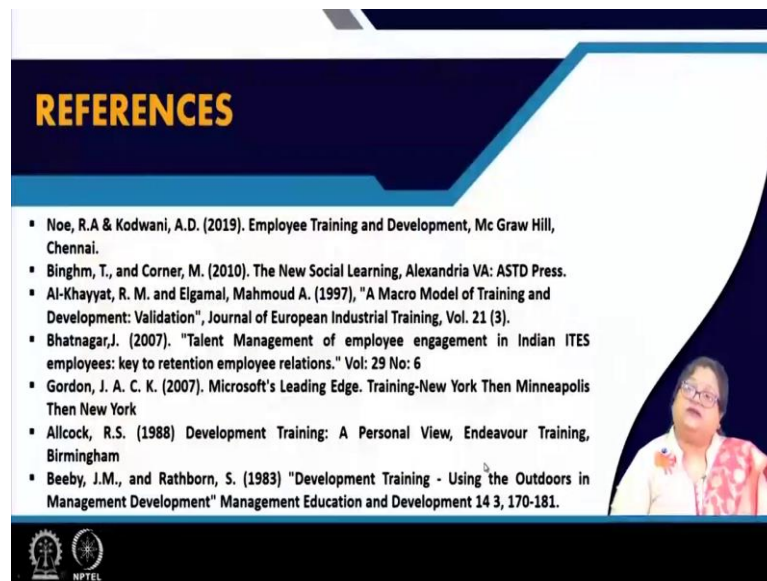 REFERENCES
▪ Noe, R.A & Kodwani, A.D. (2019). Employee Training and Development, Mc Graw Hill,
Chennai.
▪ Binghm, T., and Corner, M. (2010). The New Social Learning, Alexandria VA: ASTD Press.
▪ Al-Khayyat, R. M. and Elgamal, Mahmoud A. (1997), "A Macro Model of Training and
Development: Validation", Journal of European Industrial Training, Vol. 21 (3).
▪ Bhatnagar,J. (2007). "Talent Management of employee engagement in Indian ITES
employees: key to retention employee relations." Vol: 29 No: 6
▪ Gordon, J. A. C. K. (2007). Microsoft's Leading Edge. Training-New York Then Minneapolis
Then New York
▪ Allcock, R.S. (1988) Development Training: A Personal View, Endeavour Training,
Birmingham
▪ Beeby, J.M., and Rathborn, S. (1983) "Development Training - Using the Outdoors in
Management Development" Management Education and Development 14 3, 170-181.
NPTEL